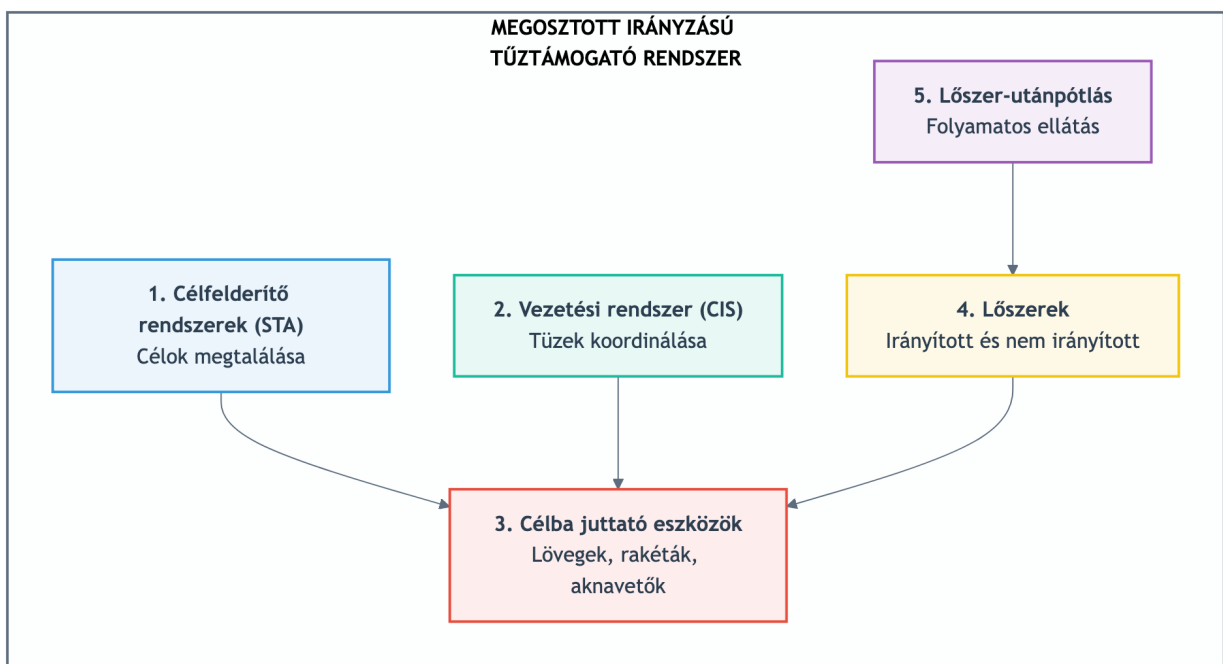 MEGOSZTOTT IRÁNYZÁSÚ
TŰZTÁMOGATÓ RENDSZER
5. Lőszer-utánpótlás
Folyamatos ellátás
1. Célfelderítő
rendszerek (STA)
Célok megtalálása
2. Vezetési rendszer (CIS)
Tüzek koordinálása
4. Lőszerek
Irányított és nem irányított
3. Célba juttató eszközök
Lövegek, rakéták,
aknavetők